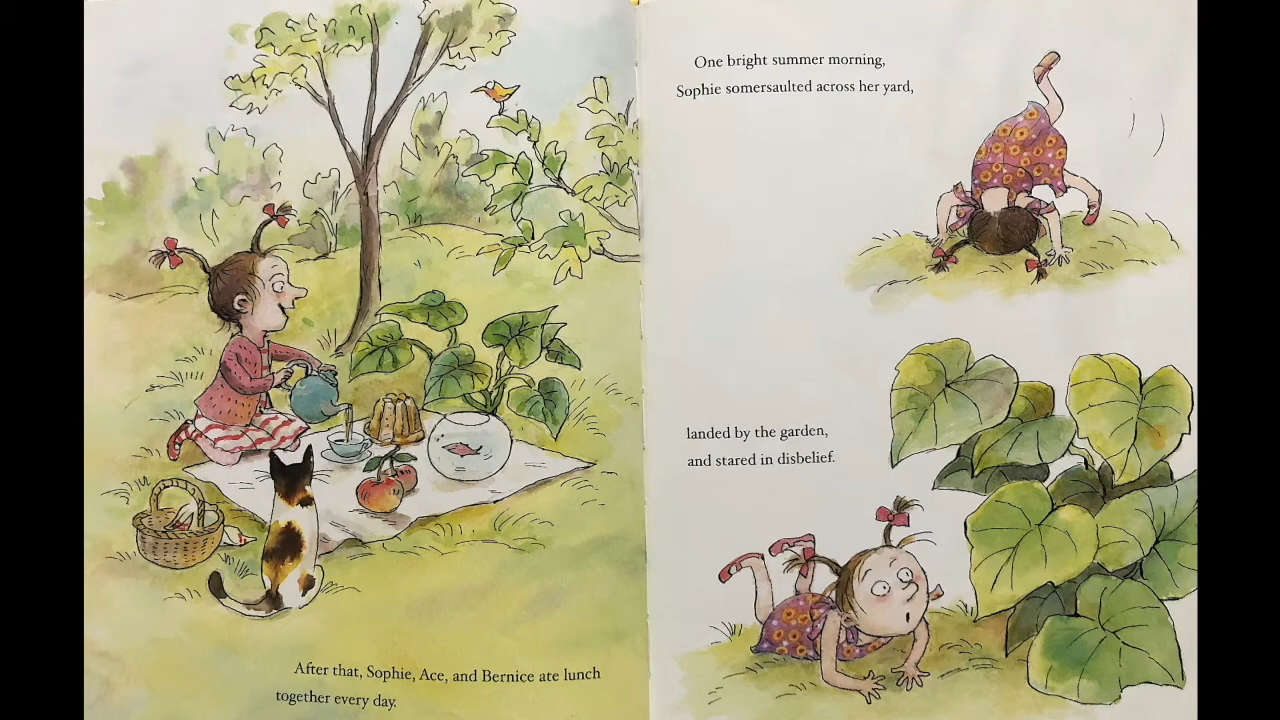 After that, Sophie, Ace, and Bernice ate lunch
together every day.
One bright summer morning,
Sophie somersaulted across her yard,
landed by the garden,
and stared in disbelief.